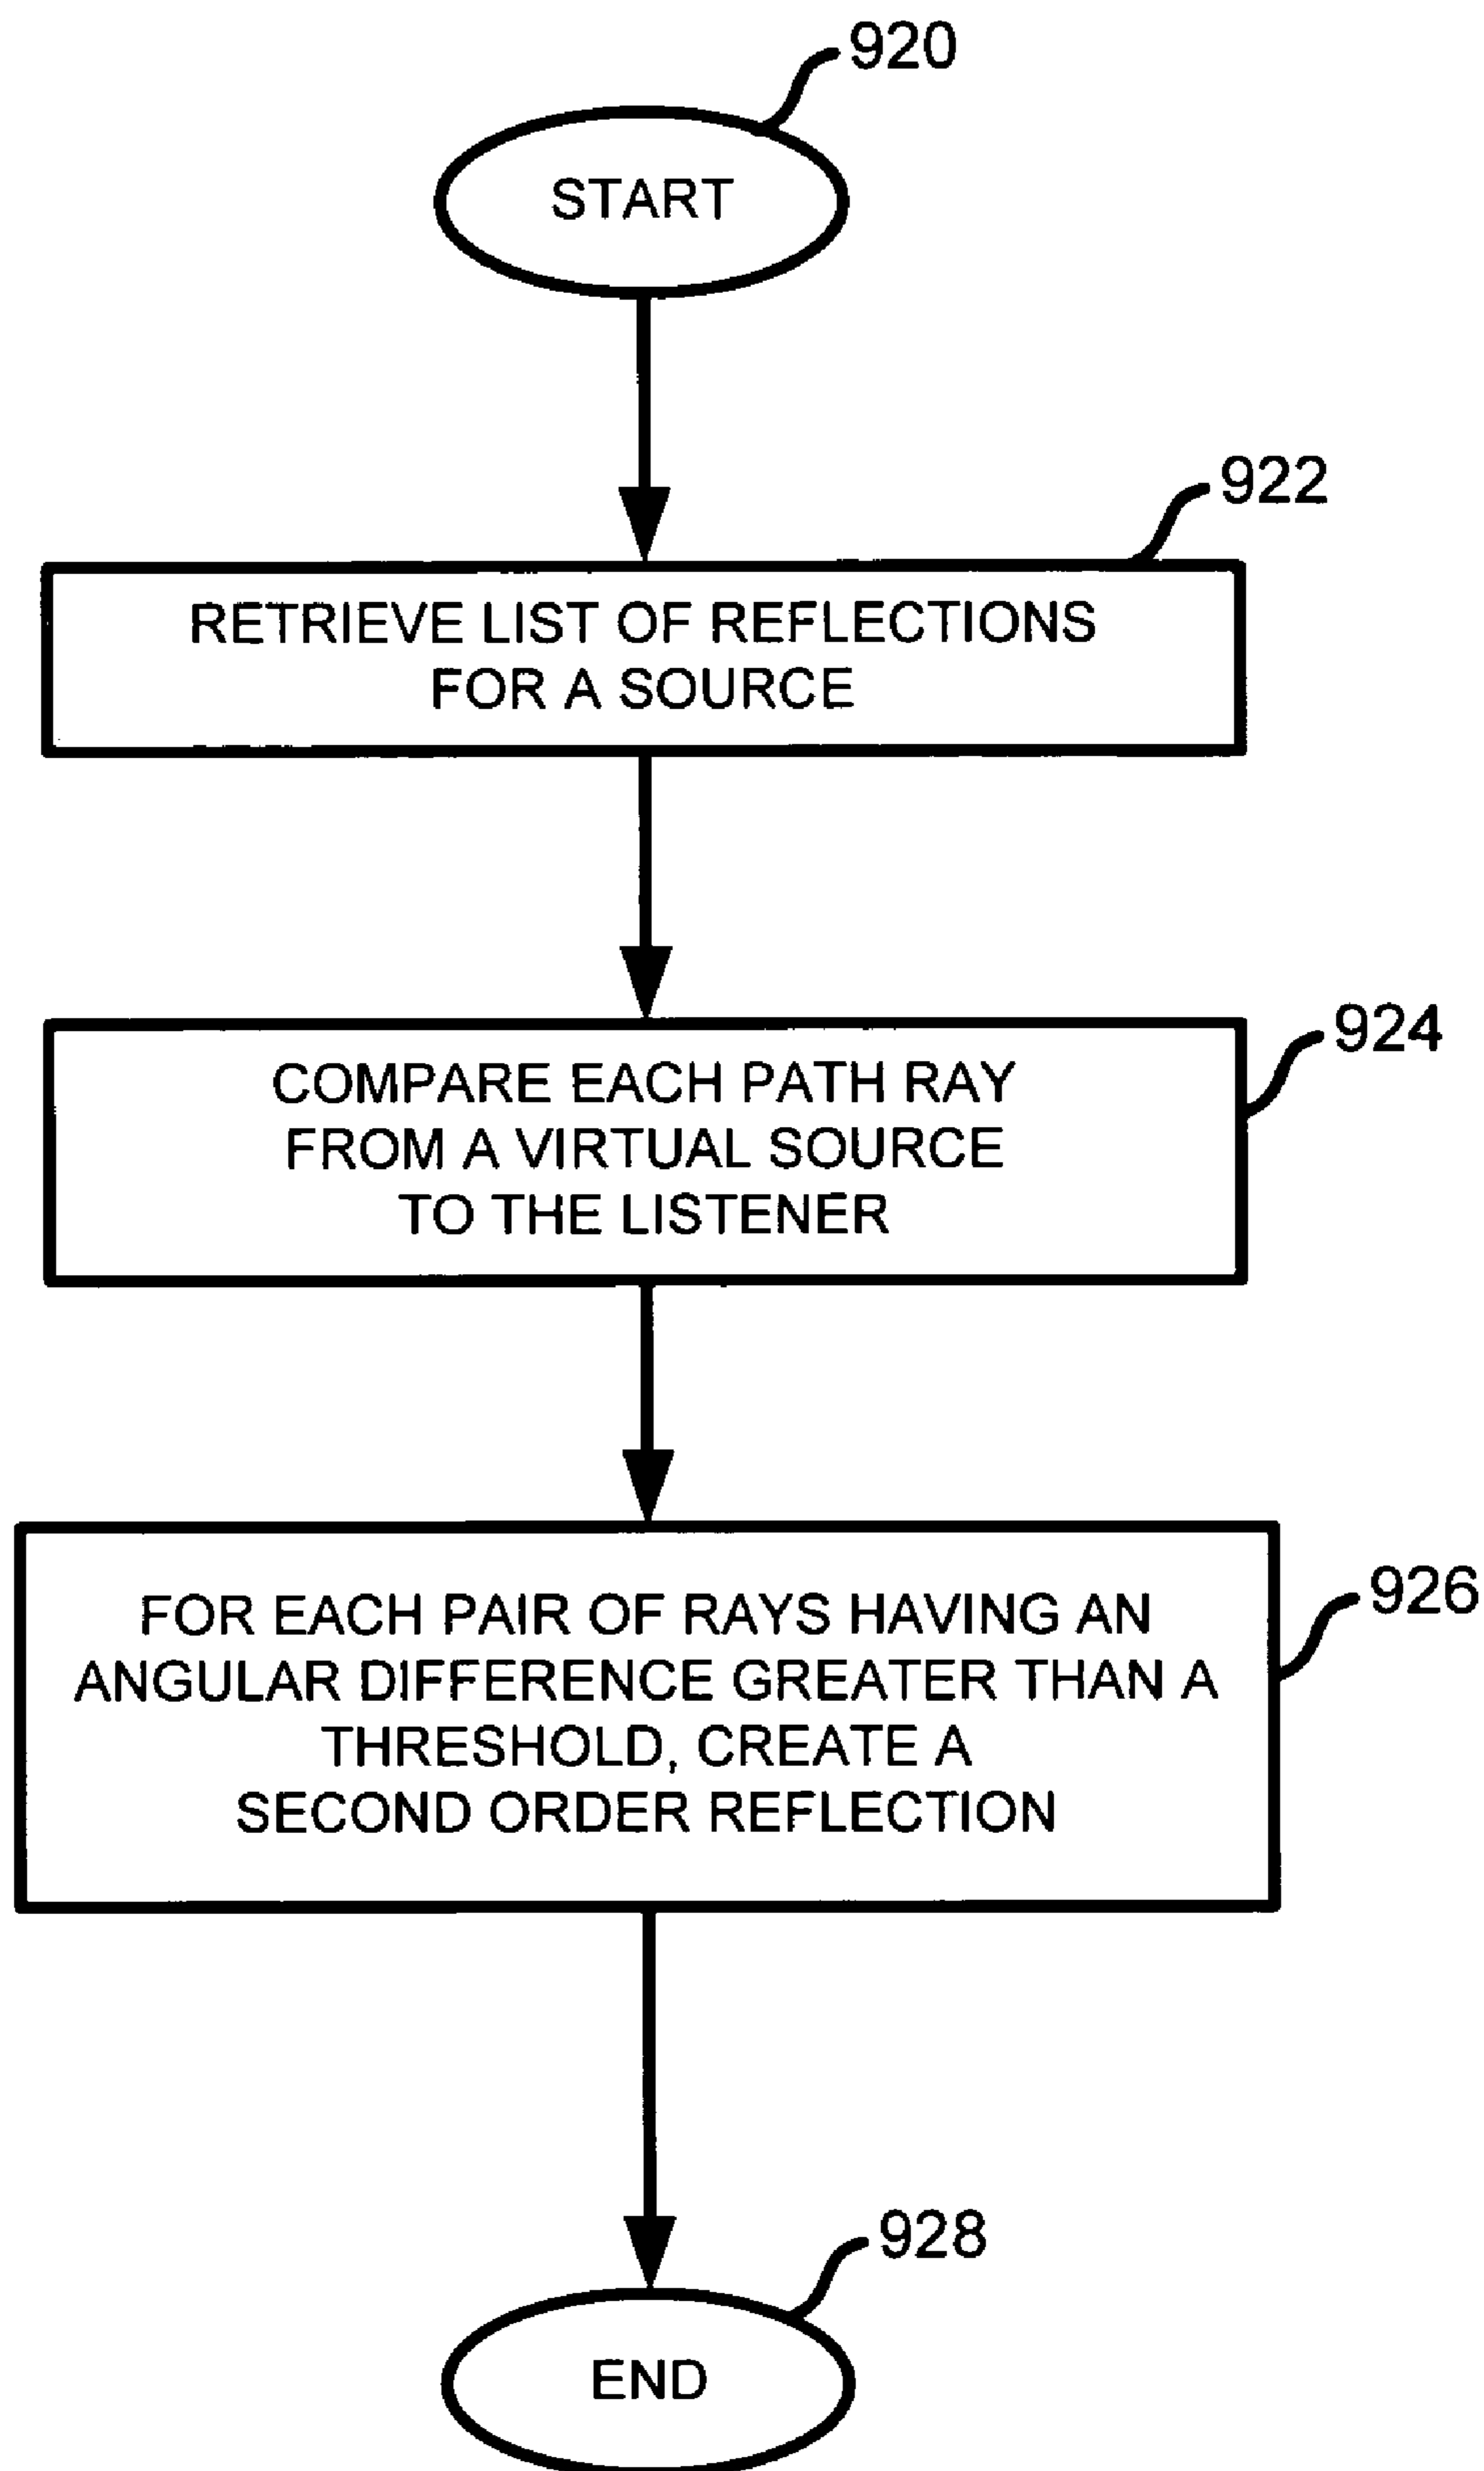 920
START
922
RETRIEVE LIST OF REFLECTIONS
FOR A SOURCE
924
COMPARE EACH PATH RAY
FROM A VIRTUAL SOURCE
TO THE LISTENER
926
FOR EACH PAIR OF RAYS HAVING AN
ANGULAR DIFFERENCE GREATER THAN A
THRESHOLD, CREATE A
SECOND ORDER REFLECTION
928
END